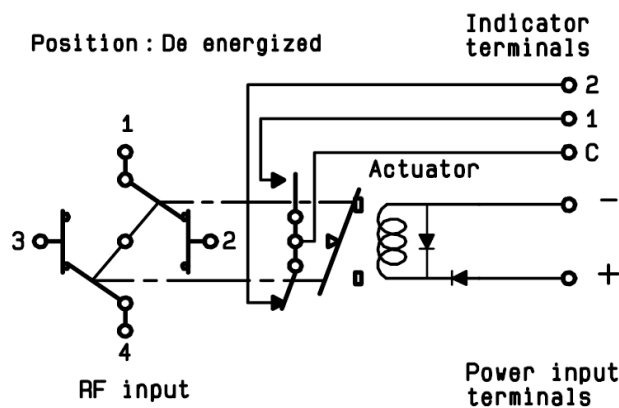 Position : De energized
Indicator
terminals
2
1
C
1
Actuator
-
3
2
+
4
RF input
Power input
terminals